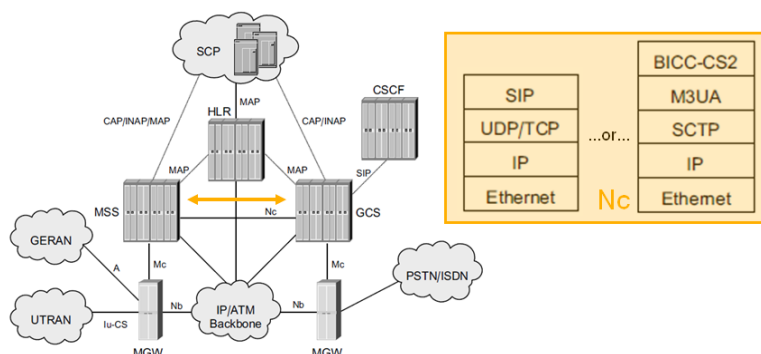 SCP
CSCF
HLR
MAP
CAP/INAP/MAP
CAP/INAP
MAP
MAP
SIP
MSS
Nc
GCS
GERAN
Mc
Mc
PSTN/ISDN
A
UTRAN
Iu-CS
Nb
IP/ATM
Backbone
Nb
MGW
MGW
SIP
UDP/TCP
IP
Ethernet
...or...
Nc
BICC-CS2
M3UA
SCTP
IP
Ethernet